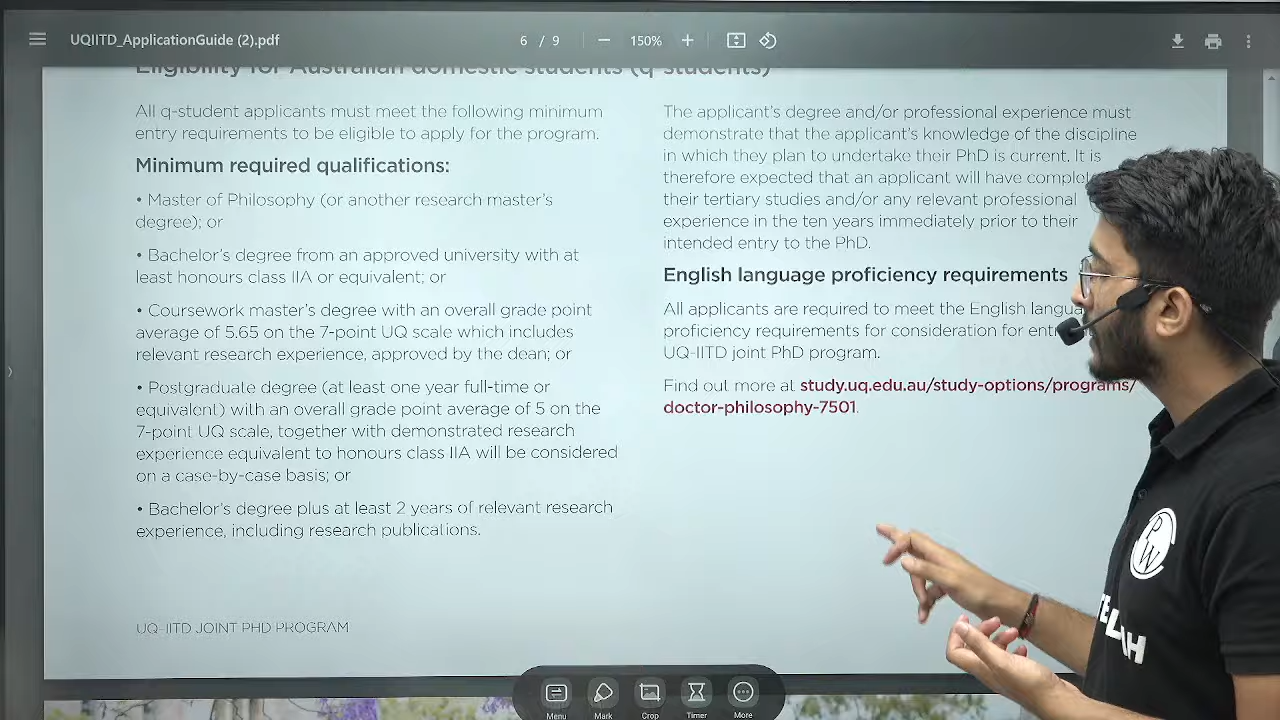 UQIITD_ApplicationGuide (2).pdf
6 / 9
150%
Eligibility for Australian domestic students (q-students)
All q-student applicants must meet the following minimum
entry requirements to be eligible to apply for the program.
Minimum required qualifications:
• Master of Philosophy (or another research master's
degree); or
• Bachelor's degree from an approved university with at
least honours class IIA or equivalent; or
• Coursework master's degree with an overall grade point
average of 5.65 on the 7-point UQ scale which includes
relevant research experience, approved by the dean; or
• Postgraduate degree (at least one year full-time or
equivalent) with an overall grade point average of 5 on the
7-point UQ scale, together with demonstrated research
experience equivalent to honours class IIA will be considered
on a case-by-case basis; or
• Bachelor's degree plus at least 2 years of relevant research
experience, including research publications.
UQ-IITD JOINT PHD PROGRAM
The applicant's degree and/or professional experience must
demonstrate that the applicant's knowledge of the discipline
in which they plan to undertake their PhD is current. It is
therefore expected that an applicant will have complet
their tertiary studies and/or any relevant professional
experience in the ten years immediately prior to their
intended entry to the PhD.
English language proficiency requirements
All applicants are required to meet the English langua
proficiency requirements for consideration for ent
UQ-IITD joint PhD program.
Find out more at study.uq.edu.au/study-options/programs/
doctor-philosophy-7501.
PW
Menu
Mark
Crop
Timer
More